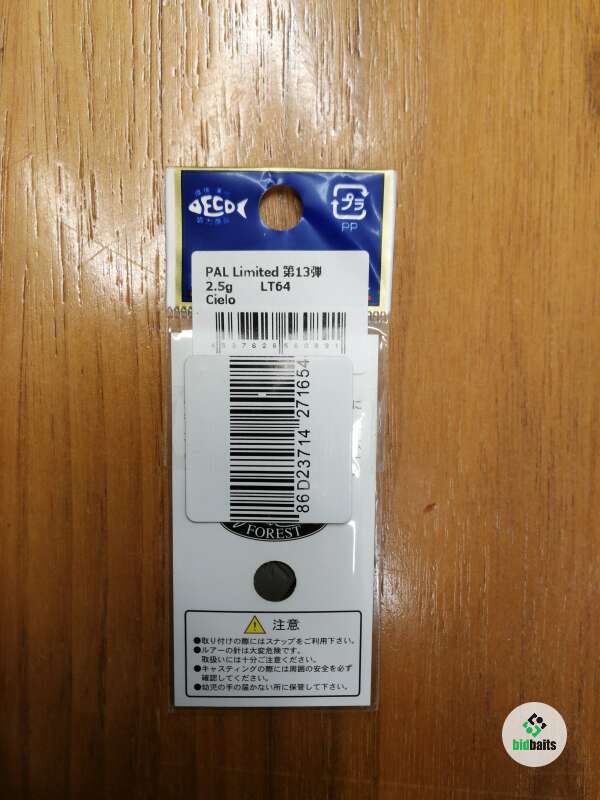 ECO
プラ
PP
PAL Limited 第13弾
2.5g LT64
Cielo
86D23714 271654
FOREST
注意
●取り付けの際にはスナップをご利用下さい。
●ルアーの針は大変危険です。
取扱いには十分ご注意ください。
●キャスティングの際には周囲の安全を必ず
確認してください。
●幼児の手の届かない所に保管して下さい。
bidbaits